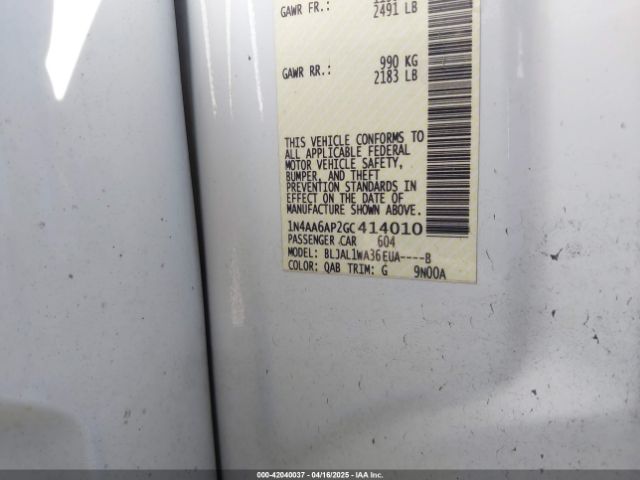 GAWR FR.:
2491 LB
990 KG
GAWR RR.: 2183 LB
THIS VEHICLE CONFORMS TO
ALL APPLICABLE FEDERAL
MOTOR VEHICLE SAFETY,
BUMPER, AND THEFT
PREVENTION STANDARDS IN
EFFECT ON THE DATE OF
MANUFACTURE SHOWN ABOVE.
1N4AA6AP2GC414010
PASSENGER CAR 604
MODEL: BLJAL1WA36EUA----B
COLOR: QAB TRIM: G 9N00A
000-42040037 - 04/16/2025 - IAA Inc.